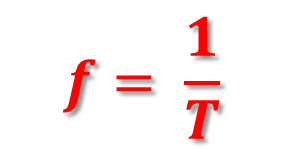 f = 1/T